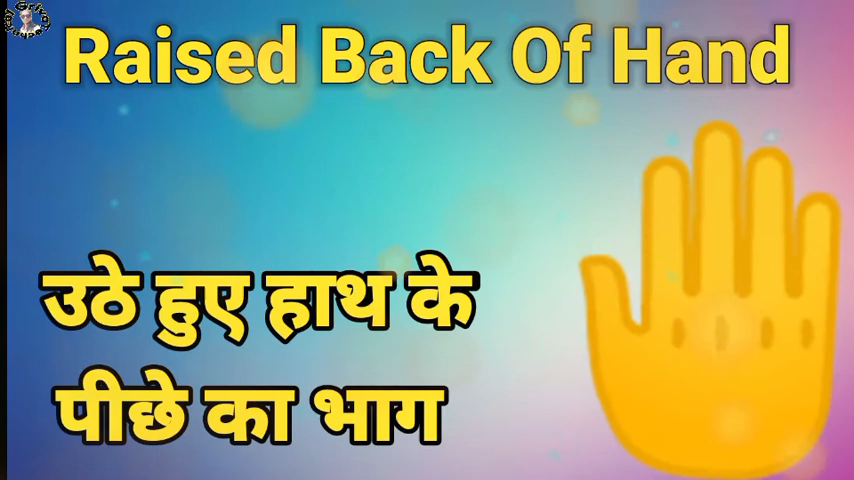 Raised Back Of Hand
उठे हुए हाथ के
पीछे का भाग